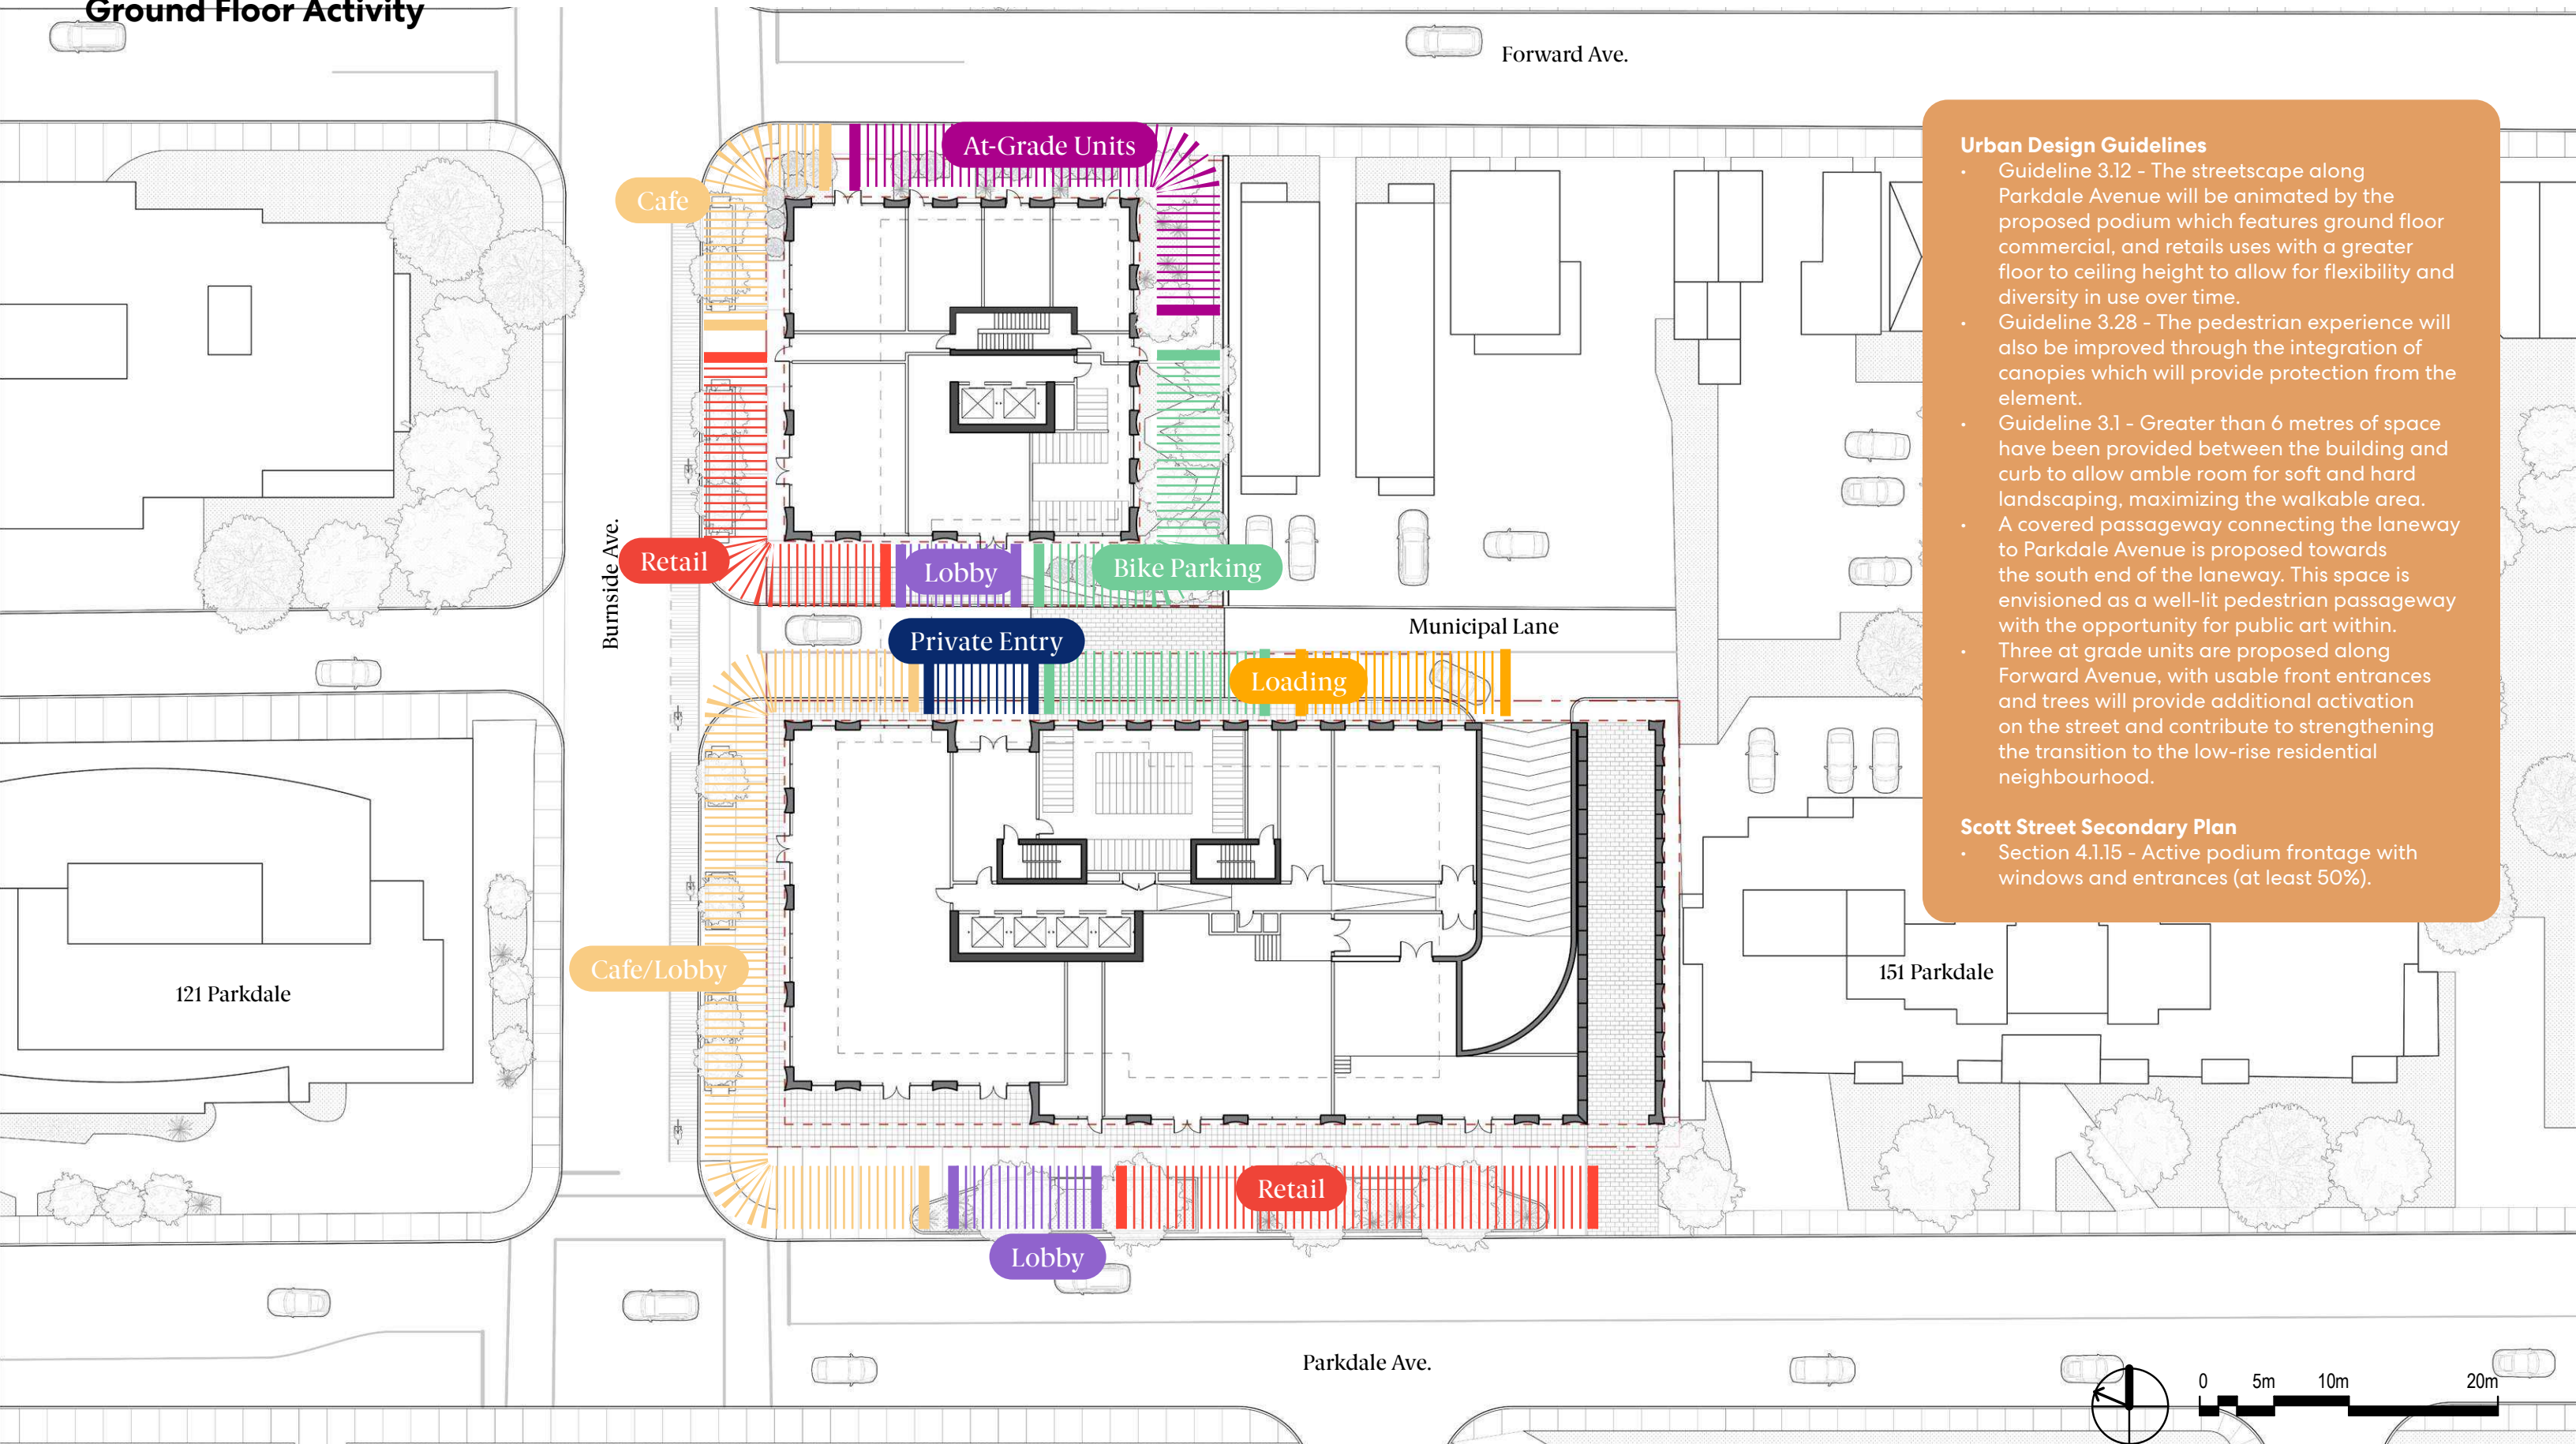 Ground Floor Activity
Forward Ave.
At-Grade Units
Cafe
Burnside Ave.
Retail
Lobby
Bike Parking
Municipal Lane
Private Entry
Loading
Cafe/Lobby
121 Parkdale
151 Parkdale
Retail
Lobby
Parkdale Ave.
Urban Design Guidelines
• Guideline 3.12 - The streetscape along
Parkdale Avenue will be animated by the
proposed podium which features ground floor
commercial, and retails uses with a greater
floor to ceiling height to allow for flexibility and
diversity in use over time.
• Guideline 3.28 - The pedestrian experience will
also be improved through the integration of
canopies which will provide protection from the
element.
• Guideline 3.1 - Greater than 6 metres of space
have been provided between the building and
curb to allow amble room for soft and hard
landscaping, maximizing the walkable area.
• A covered passageway connecting the laneway
to Parkdale Avenue is proposed towards
the south end of the laneway. This space is
envisioned as a well-lit pedestrian passageway
with the opportunity for public art within.
• Three at grade units are proposed along
Forward Avenue, with usable front entrances
and trees will provide additional activation
on the street and contribute to strengthening
the transition to the low-rise residential
neighbourhood.
Scott Street Secondary Plan
• Section 4.1.15 - Active podium frontage with
windows and entrances (at least 50%).
0 5m 10m 20m